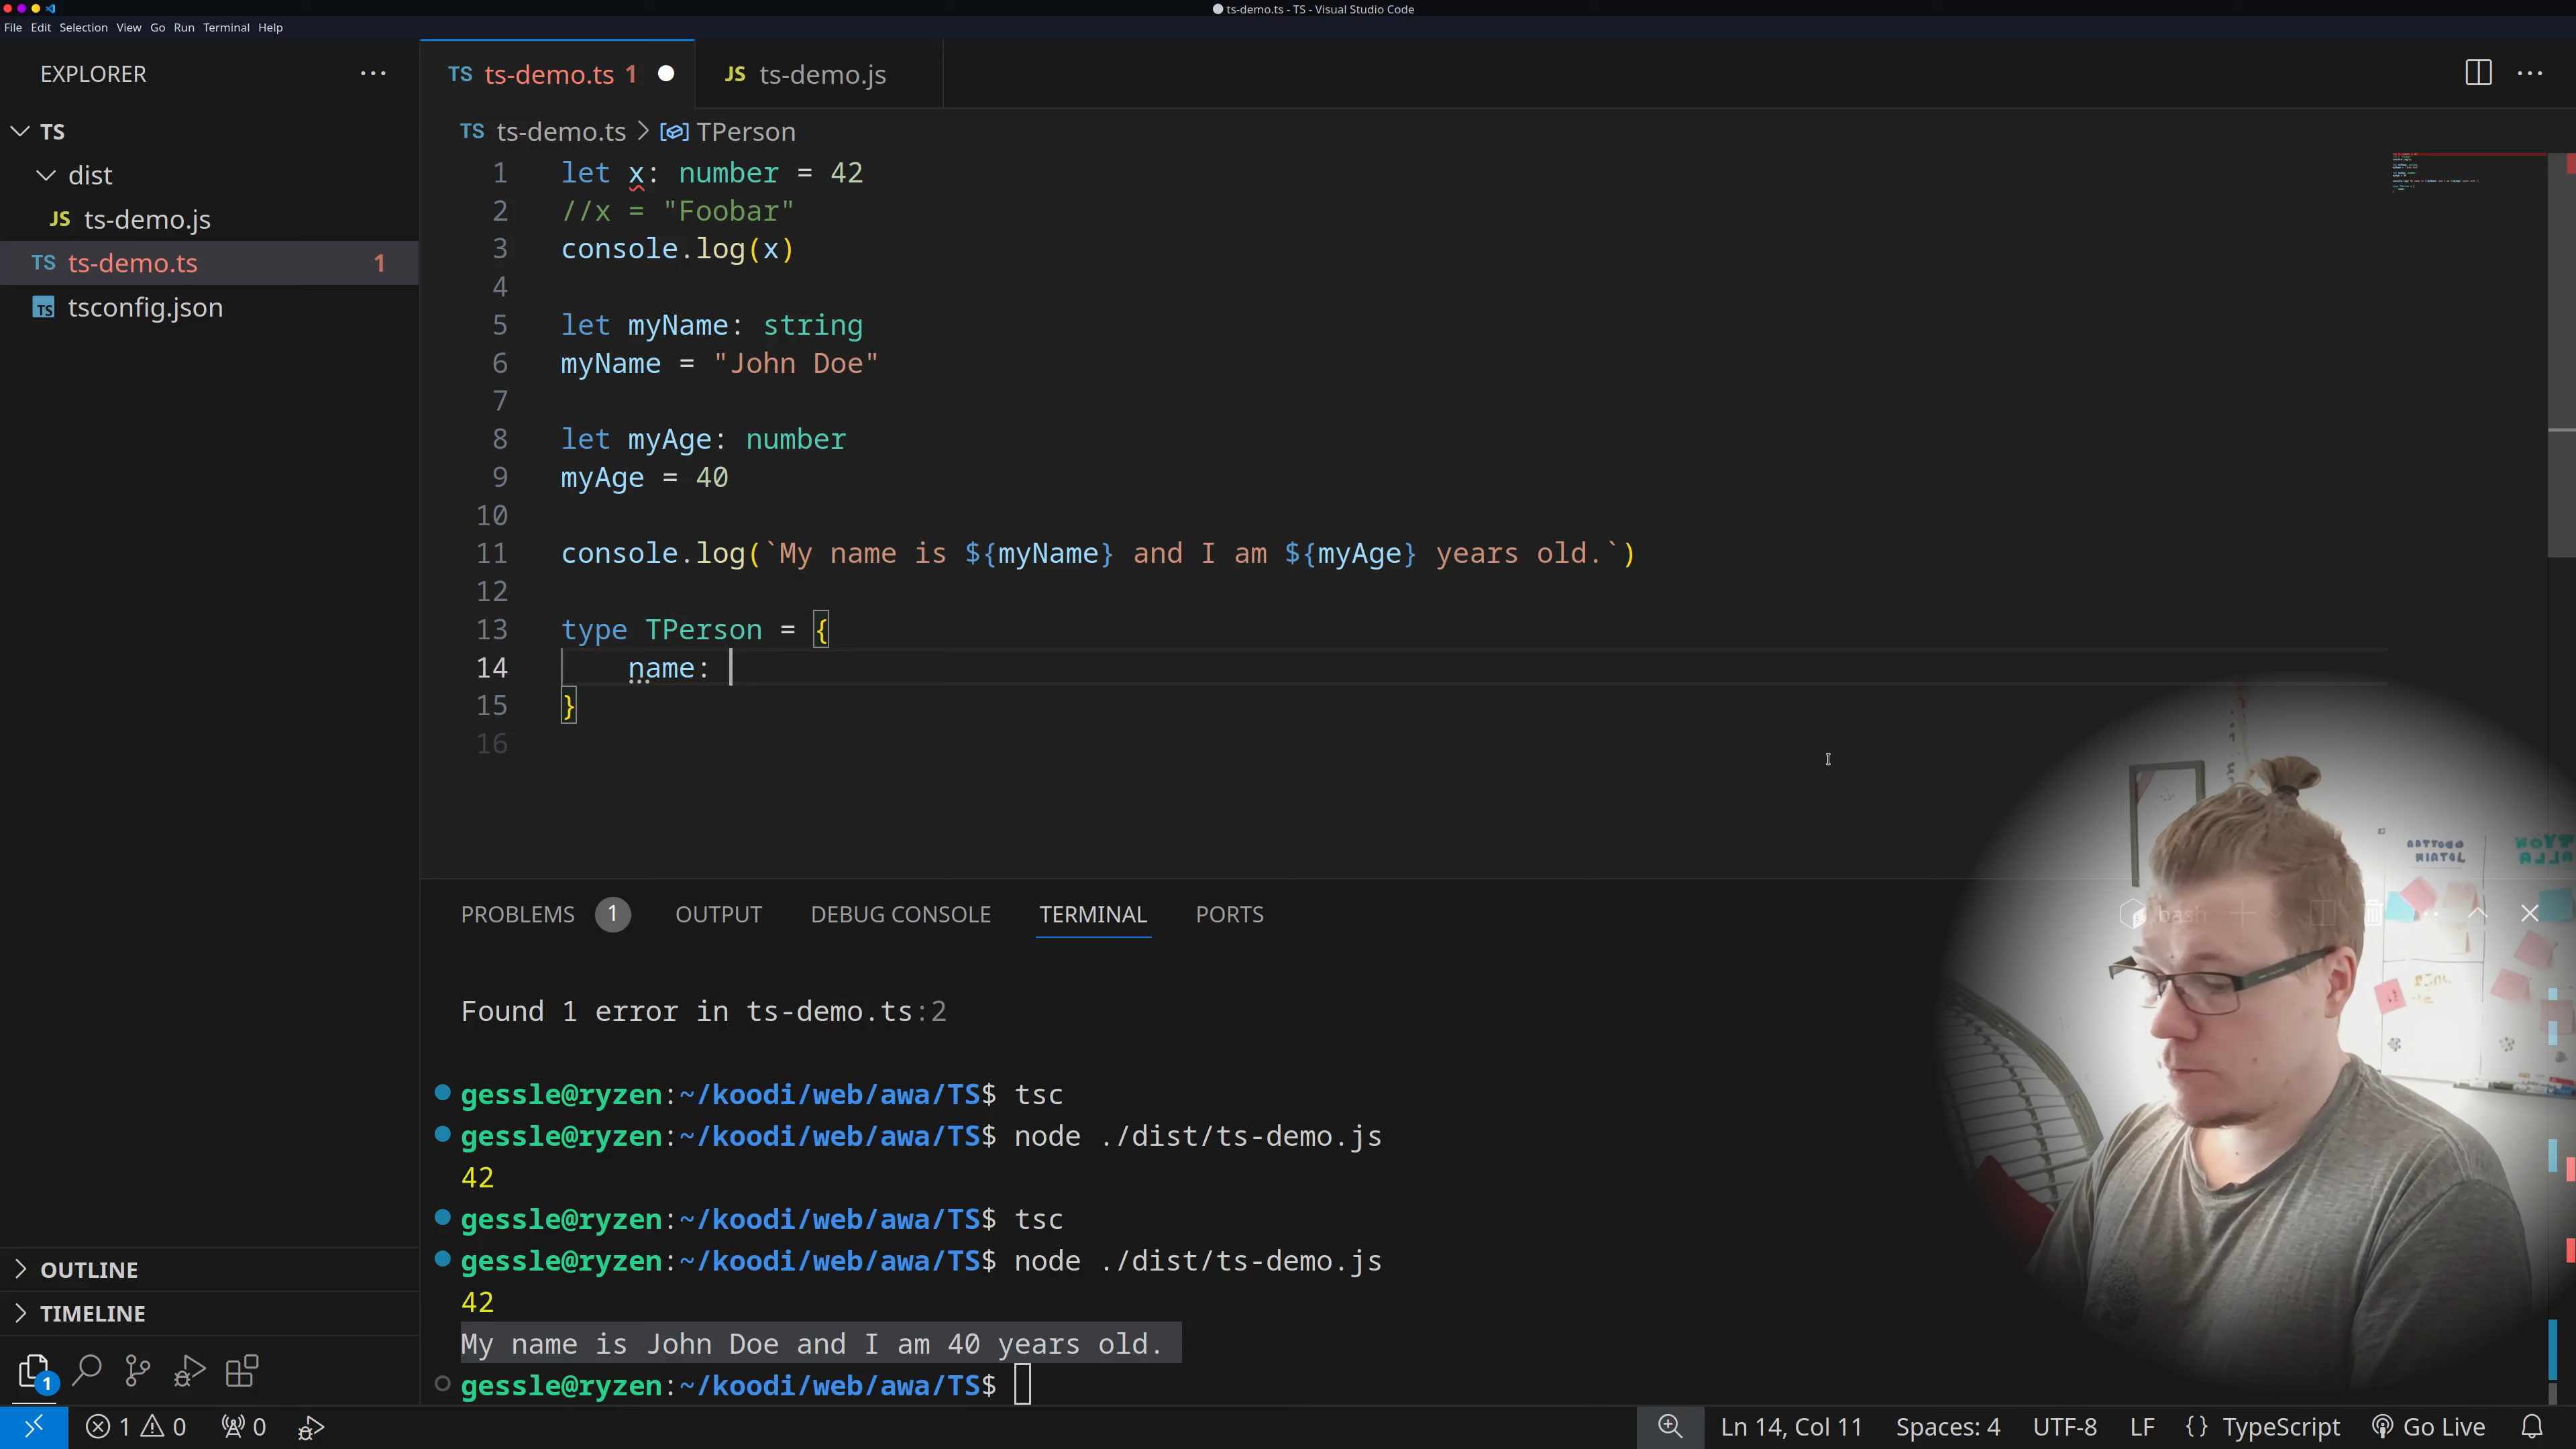 ts-demo.ts - TS - Visual Studio Code
File Edit Selection View Go Run Terminal Help
EXPLORER
TS
dist
JS ts-demo.js
TS ts-demo.ts 1
TS tsconfig.json
OUTLINE
TIMELINE
1
TS ts-demo.ts 1
JS ts-demo.js
TS ts-demo.ts > TPerson
1 let x: number = 42
2 //x = "Foobar"
3 console.log(x)
4
5 let myName: string
6 myName = "John Doe"
7
8 let myAge: number
9 myAge = 40
10
11 console.log(`My name is ${myName} and I am ${myAge} years old.`)
12
13 type TPerson = {
14 name:
15 }
16
PROBLEMS 1 OUTPUT DEBUG CONSOLE TERMINAL PORTS
bash
Found 1 error in ts-demo.ts:2
gessle@ryzen:~/koodi/web/awa/TS$ tsc
gessle@ryzen:~/koodi/web/awa/TS$ node ./dist/ts-demo.js
42
gessle@ryzen:~/koodi/web/awa/TS$ tsc
gessle@ryzen:~/koodi/web/awa/TS$ node ./dist/ts-demo.js
42
My name is John Doe and I am 40 years old.
gessle@ryzen:~/koodi/web/awa/TS$
1 0 0
Ln 14, Col 11 Spaces: 4 UTF-8 LF {} TypeScript Go Live